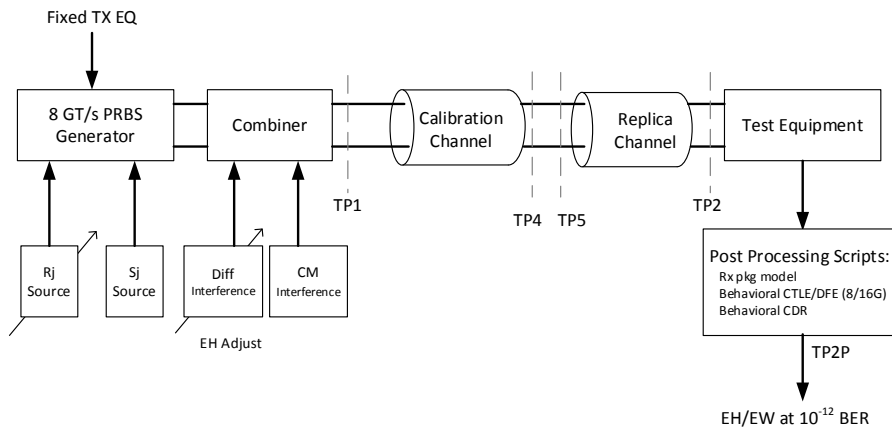 Fixed TX EQ
8 GT/s PRBS
Generator
Combiner
Calibration
Channel
Replica
Channel
Test Equipment
TP1
TP4
TP5
TP2
Rj
Source
Sj
Source
Diff
Interference
CM
Interference
EH Adjust
Post Processing Scripts:
Rx pkg model
Behavioral CTLE/DFE (8/16G)
Behavioral CDR
TP2P
EH/EW at 10⁻¹² BER